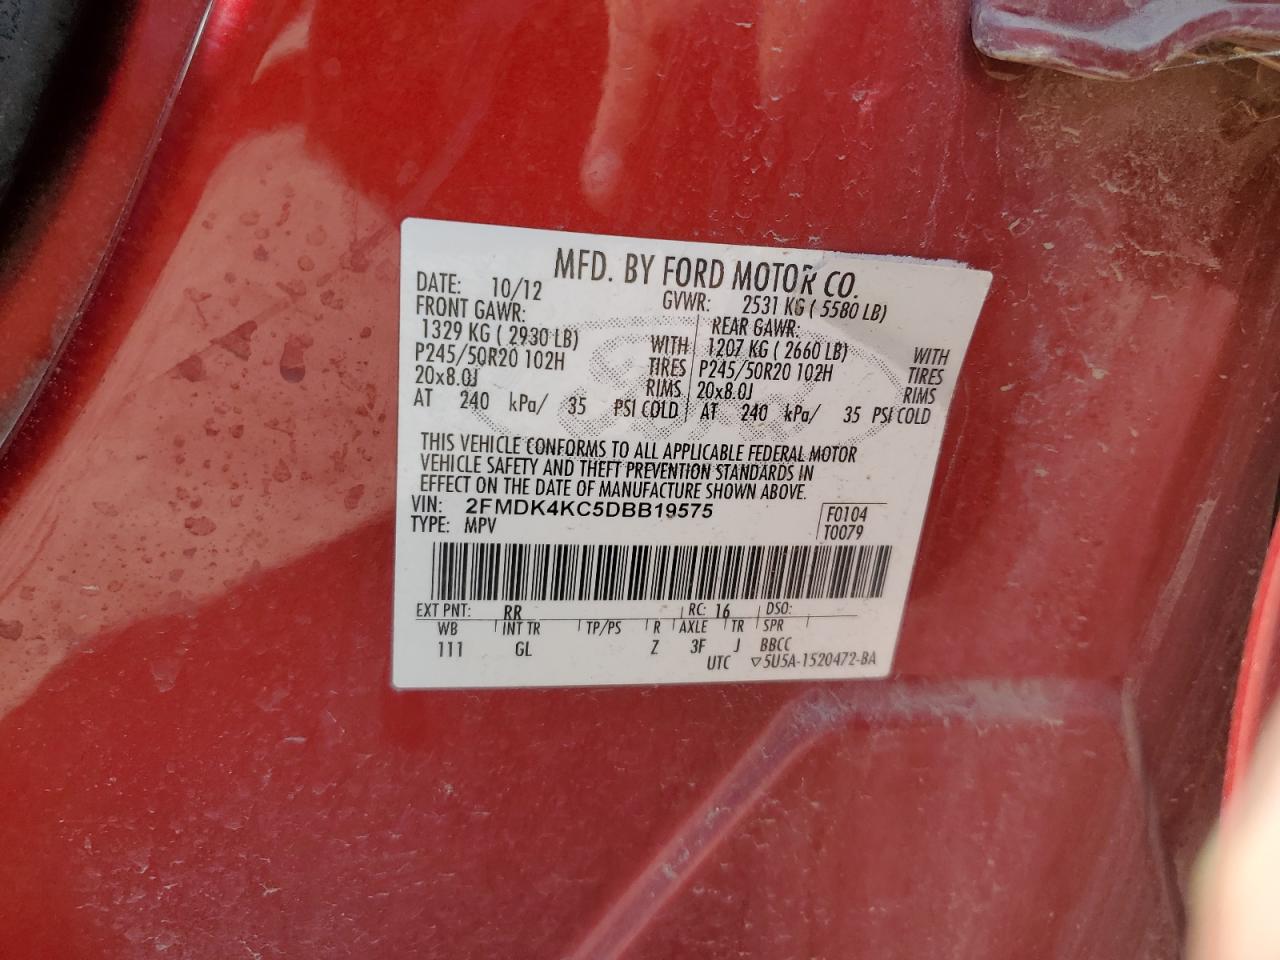 MFD. BY FORD MOTOR CO.
DATE: 10/12 GVWR: 2531 KG ( 5580 LB)
FRONT GAWR: REAR GAWR:
1329 KG ( 2930 LB) WITH 1207 KG ( 2660 LB) WITH
P245/50R20 102H TIRES P245/50R20 102H TIRES
20x8.0J RIMS 20x8.0J RIMS
AT 240 kPa/ 35 PSI COLD AT 240 kPa/ 35 PSI COLD
THIS VEHICLE CONFORMS TO ALL APPLICABLE FEDERAL MOTOR
VEHICLE SAFETY AND THEFT PREVENTION STANDARDS IN
EFFECT ON THE DATE OF MANUFACTURE SHOWN ABOVE.
VIN: 2FMDK4KC5DBB19575 F0104
TYPE: MPV T0079
EXT PNT: RR RC: 16 DSO:
WB INT TR TP/PS R AXLE TR SPR
111 GL Z 3F J BBCC
UTC ▽5U5A-1520472-BA